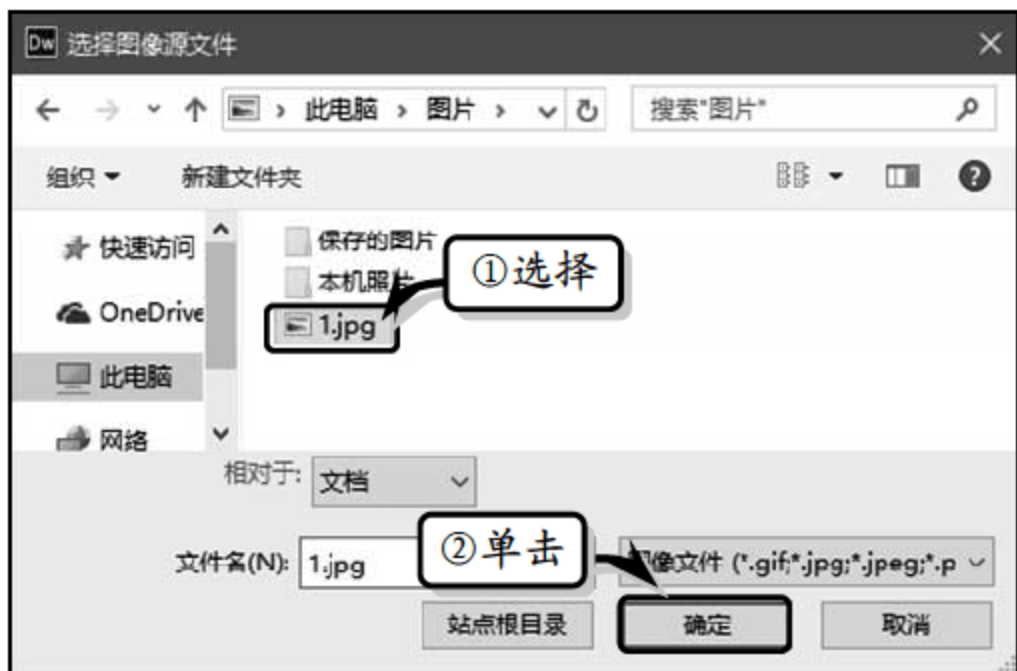 Dw 选择图像源文件
此电脑 > 图片 >
搜索"图片"
组织 新建文件夹
快速访问
OneDrive
此电脑
网络
保存的图片
本机照片
1.jpg
①选择
相对于: 文档
文件名(N): 1.jpg
②单击
图像文件 (*.gif;*.jpg;*.jpeg;*.p
站点根目录 确定 取消